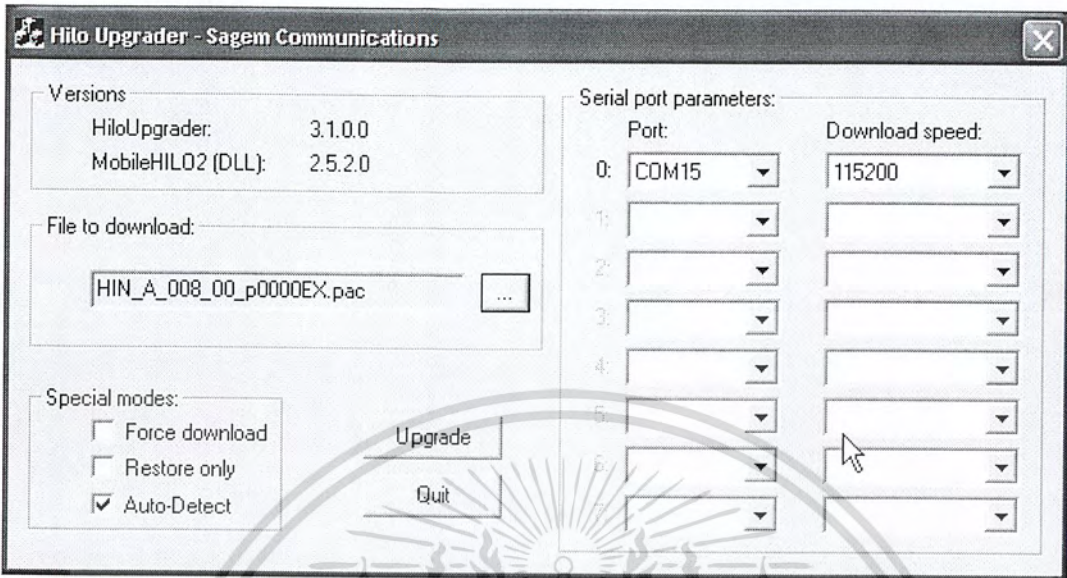 Hilo Upgrader - Sagem Communications
Versions
HiloUpgrader: 3.1.0.0
MobileHILO2 (DLL): 2.5.2.0
File to download:
HIN_A_008_00_p0000EX.pac
...
Special modes:
Force download
Restore only
Auto-Detect
Upgrade
Quit
Serial port parameters:
Port: Download speed:
0: COM15 115200
1:
2:
3:
4:
5:
6:
7: